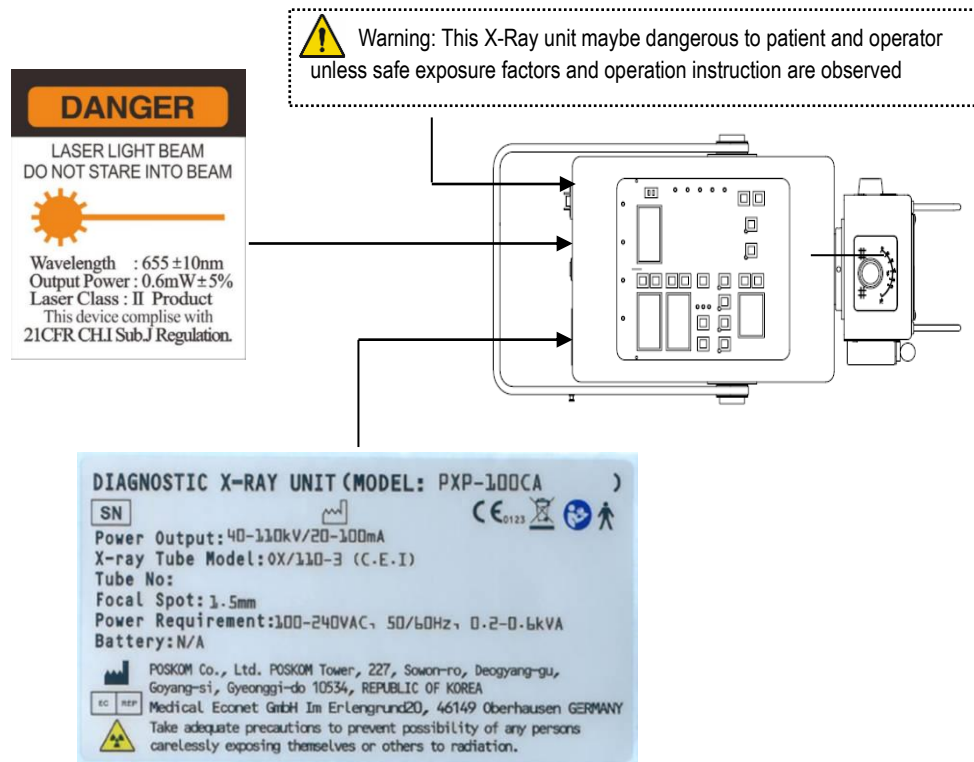 Warning: This X-Ray unit maybe dangerous to patient and operator
unless safe exposure factors and operation instruction are observed
DANGER
LASER LIGHT BEAM
DO NOT STARE INTO BEAM
Wavelength : 655 ±10nm
Output Power : 0.6mW±5%
Laser Class : II Product
This device complise with
21CFR CH.I Sub.J Regulation.
DIAGNOSTIC X-RAY UNIT (MODEL: PXP-100CA )
SN
CE0123
Power Output: 40-110kV/20-100mA
X-ray Tube Model: OX/110-3 (C.E.I)
Tube No:
Focal Spot: 1.5mm
Power Requirement: 100-240VAC, 50/60Hz, 0.2-0.6kVA
Battery: N/A
POSKOM Co., Ltd. POSKOM Tower, 227, Sowon-ro, Deogyang-gu,
Goyang-si, Gyeonggi-do 10534, REPUBLIC OF KOREA
EC REP
Medical Econet GmbH Im Erlengrund20, 46149 Oberhausen GERMANY
Take adequate precautions to prevent possibility of any persons
carelessly exposing themselves or others to radiation.